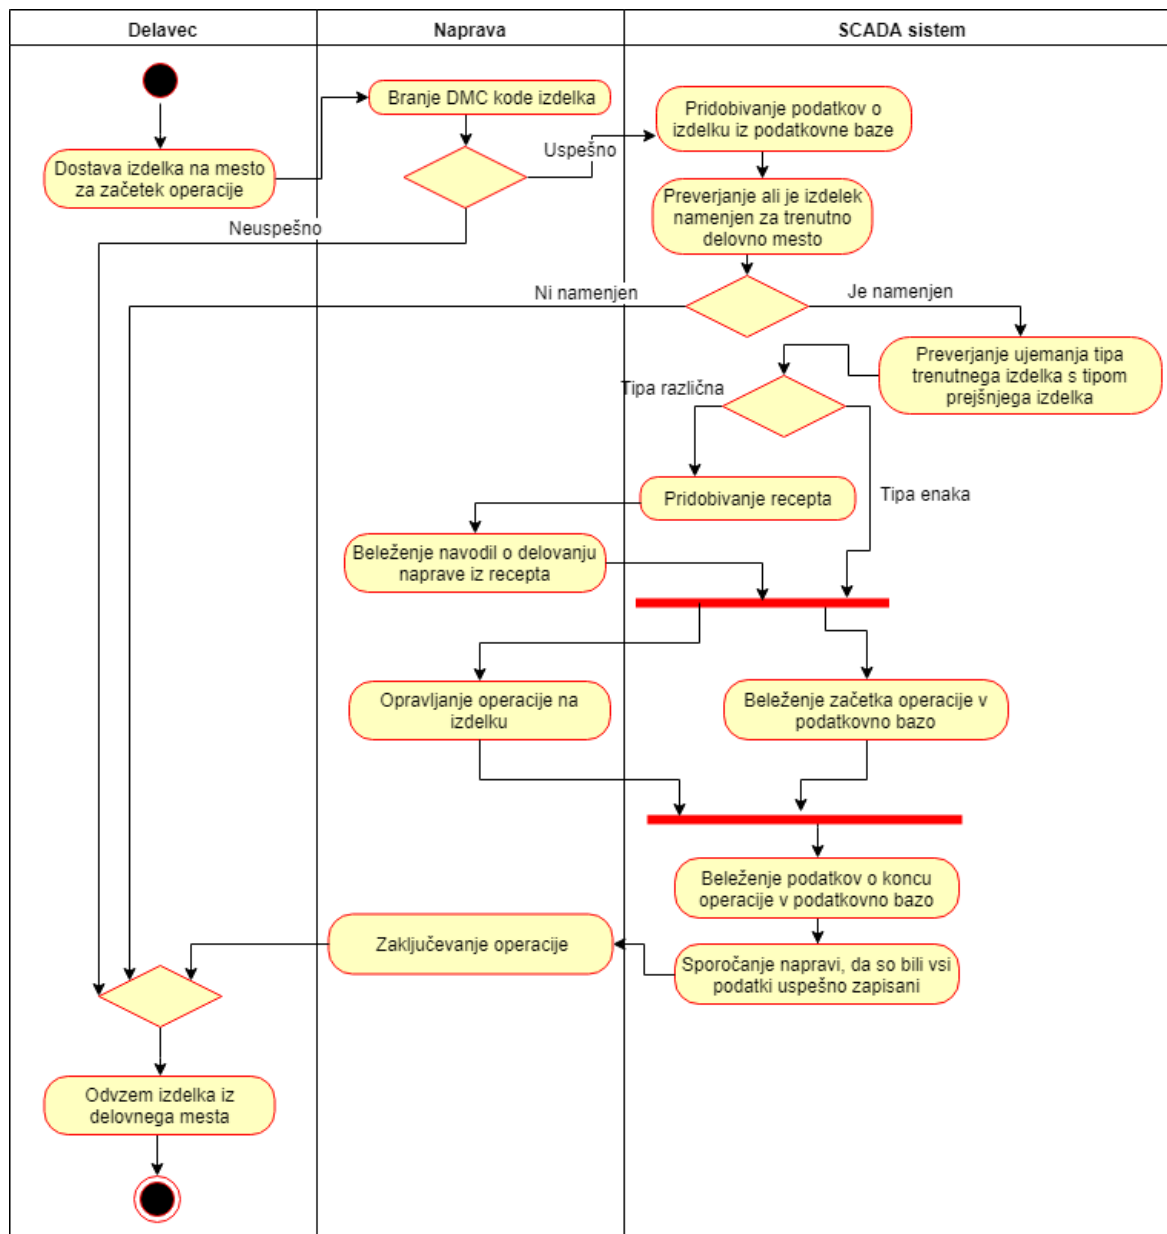 Delavec
Naprava
SCADA sistem
Branje DMC kode izdelka
Pridobivanje podatkov o
izdelku iz podatkovne baze
Uspešno
Dostava izdelka na mesto
za začetek operacije
Preverjanje ali je izdelek
namenjen za trenutno
delovno mesto
Neuspešno
Ni namenjen
Je namenjen
Preverjanje ujemanja tipa
trenutnega izdelka s tipom
prejšnjega izdelka
Tipa različna
Pridobivanje recepta
Tipa enaka
Beleženje navodil o delovanju
naprave iz recepta
Opravljanje operacije na
izdelku
Beleženje začetka operacije v
podatkovno bazo
Beleženje podatkov o koncu
operacije v podatkovno bazo
Zaključevanje operacije
Sporočanje napravi, da so bili vsi
podatki uspešno zapisani
Odvzem izdelka iz
delovnega mesta